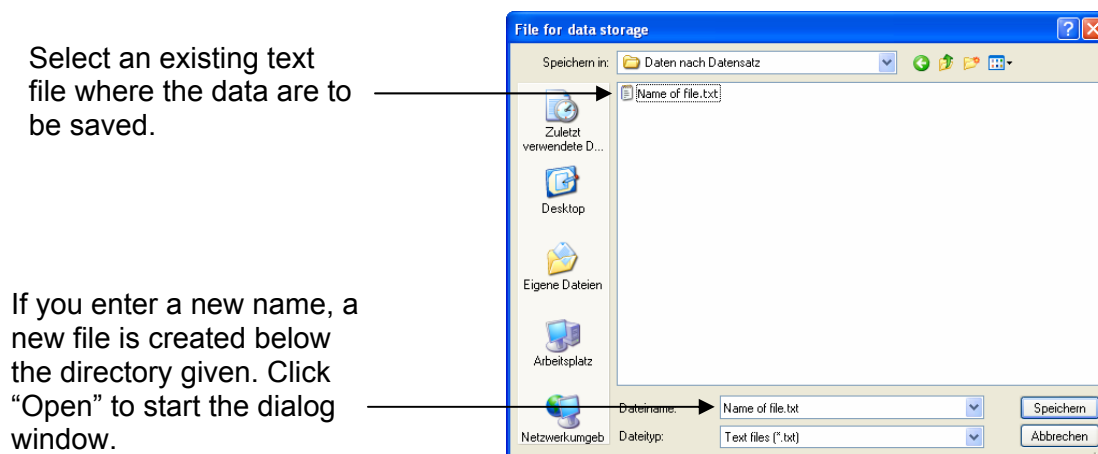 File for data storage
Select an existing text
file where the data are to
be saved.
Speichern in:
Daten nach Datensatz
Name of file.txt
Zuletzt
verwendete D...
Desktop
Eigene Dateien
Arbeitsplatz
Netzwerkumgeb
If you enter a new name, a
new file is created below
the directory given. Click
“Open” to start the dialog
window.
Dateiname:
Name of file.txt
Speichern
Dateityp:
Text files (*.txt)
Abbrechen